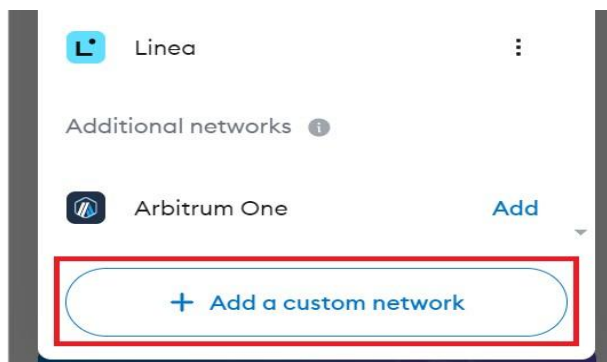 Linea
Additional networks
Arbitrum One Add
+ Add a custom network